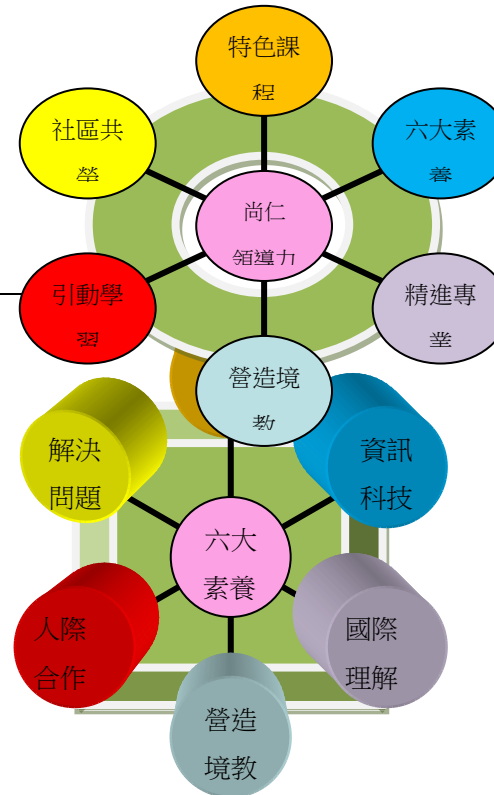 特色課
程
社區共
榮
六大素
養
尚仁
領導力
引動學
習
精進專
業
營造境
教
解決
問題
資訊
科技
六大
素養
人際
合作
國際
理解
營造
境教